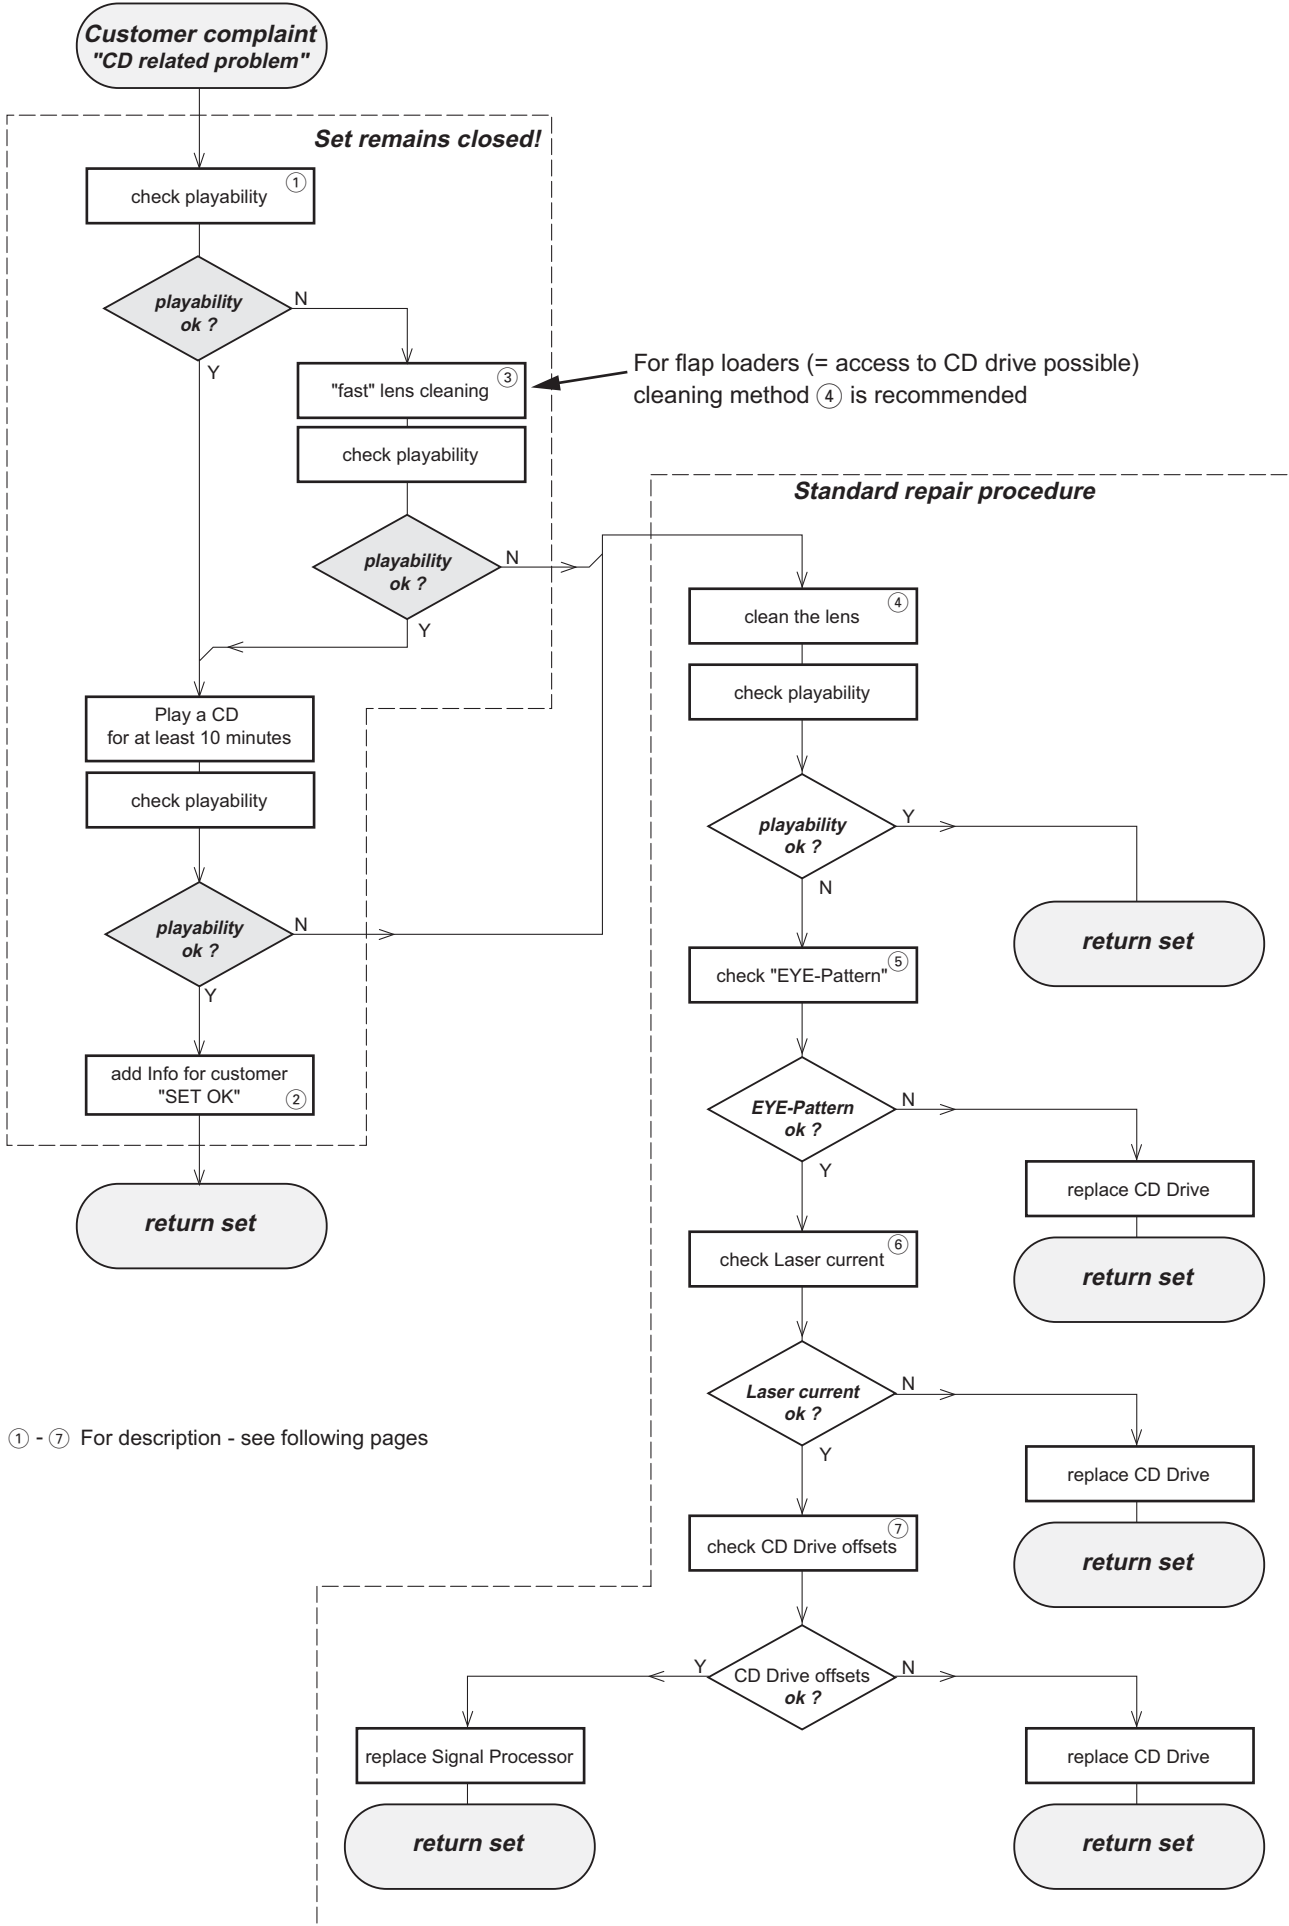 Customer complaint
"CD related problem"
Set remains closed!
check playability ①
playability
ok ?
N
Y
"fast" lens cleaning ③
For flap loaders (= access to CD drive possible)
cleaning method ④ is recommended
check playability
playability
ok ?
N
Y
Play a CD
for at least 10 minutes
check playability
playability
ok ?
N
Y
add Info for customer
"SET OK" ②
return set
Standard repair procedure
clean the lens ④
check playability
playability
ok ?
Y
N
return set
check "EYE-Pattern" ⑤
EYE-Pattern
ok ?
N
Y
replace CD Drive
return set
check Laser current ⑥
Laser current
ok ?
N
Y
replace CD Drive
return set
check CD Drive offsets ⑦
CD Drive offsets
ok ?
Y
N
replace Signal Processor
return set
replace CD Drive
return set
① - ⑦ For description - see following pages